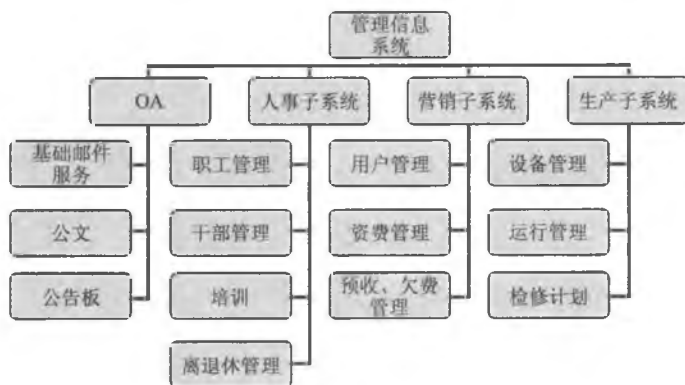 管理信息
系统
OA
人事子系统
营销子系统
生产子系统
基础邮件
服务
职工管理
用户管理
设备管理
公文
干部管理
资费管理
运行管理
公告板
培训
预收、欠费
管理
检修计划
离退休管理